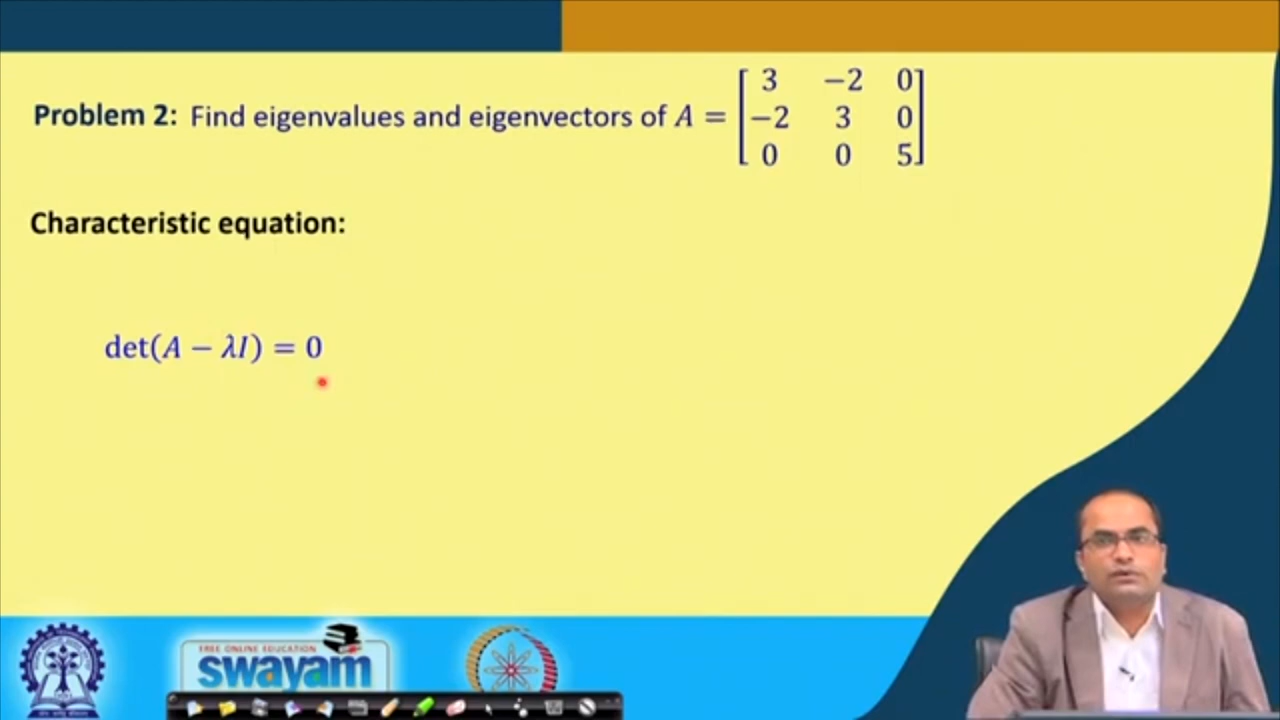 Problem 2: Find eigenvalues and eigenvectors of A = [ 3 −2 0 ]
[ −2 3 0 ]
[ 0 0 5 ]
Characteristic equation:
det(A − λI) = 0
FREE ONLINE EDUCATION
swayam